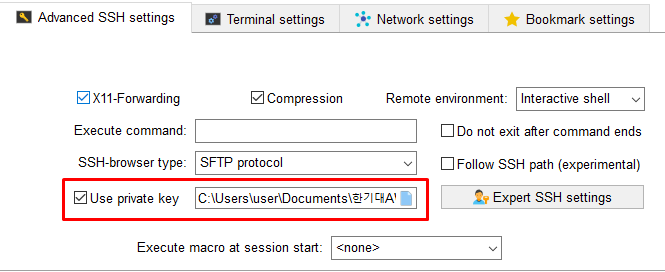 Advanced SSH settings Terminal settings Network settings Bookmark settings
X11-Forwarding Compression Remote environment: Interactive shell
Execute command: Do not exit after command ends
SSH-browser type: SFTP protocol Follow SSH path (experimental)
Use private key C:\Users\user\Documents\한기대A\ Expert SSH settings
Execute macro at session start: <none>